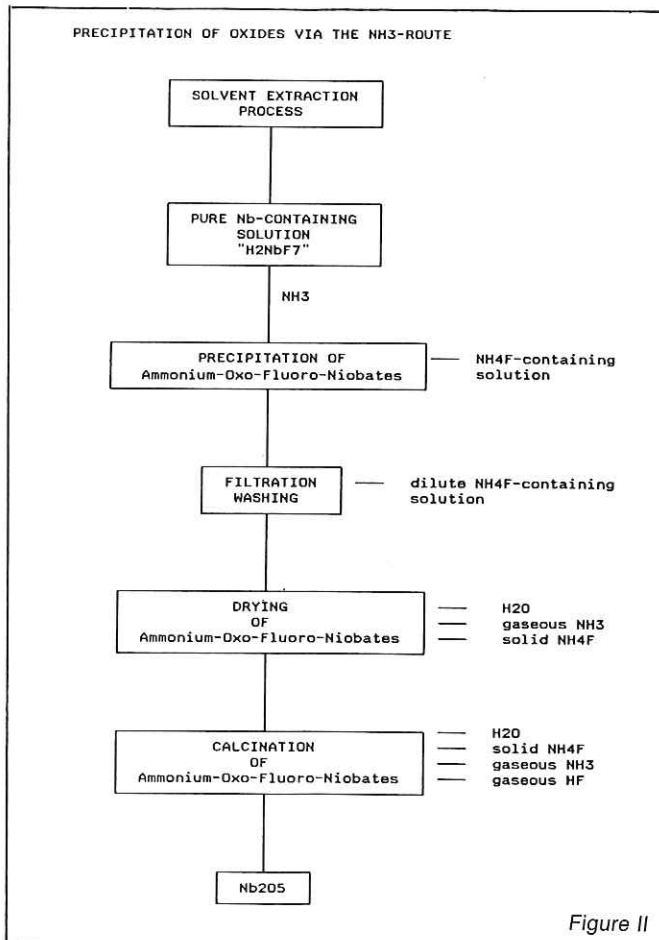 PRECIPITATION OF OXIDES VIA THE NH3-ROUTE
SOLVENT EXTRACTION
PROCESS
PURE Nb-CONTAINING
SOLUTION
"H2NbF7"
NH3
PRECIPITATION OF
Ammonium-Oxo-Fluoro-Niobates
NH4F-containing
solution
FILTRATION
WASHING
dilute NH4F-containing
solution
DRYING
OF
Ammonium-Oxo-Fluoro-Niobates
H2O
gaseous NH3
solid NH4F
CALCINATION
OF
Ammonium-Oxo-Fluoro-Niobates
H2O
solid NH4F
gaseous NH3
gaseous HF
Nb2O5
Figure II